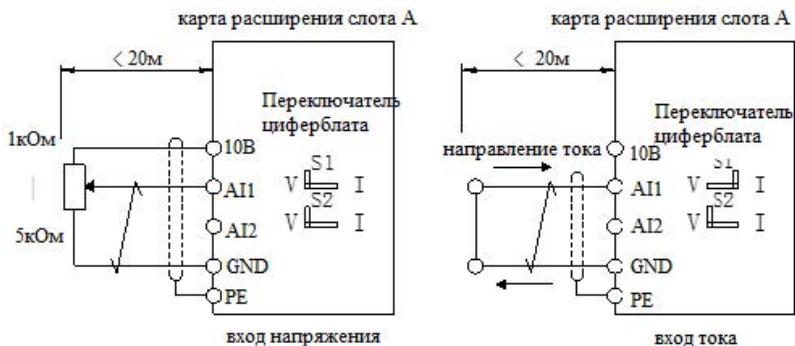 карта расширения слота А
< 20м
Переключатель
циферблата
1кОм
5кОм
10В
AI1
AI2
GND
PE
S1
V I
S2
V I
вход напряжения
карта расширения слота А
< 20м
Переключатель
циферблата
направление тока
10В
AI1
AI2
GND
PE
S1
V I
S2
V I
вход тока